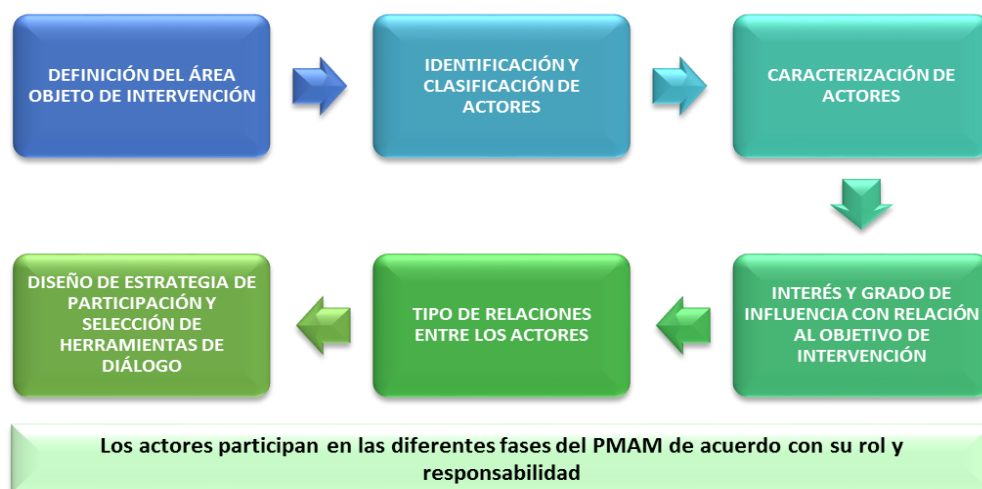 DEFINICIÓN DEL ÁREA
OBJETO DE INTERVENCIÓN
IDENTIFICACIÓN Y
CLASIFICACIÓN DE
ACTORES
CARACTERIZACIÓN DE
ACTORES
INTERÉS Y GRADO DE
INFLUENCIA CON RELACIÓN
AL OBJETIVO DE
INTERVENCIÓN
TIPO DE RELACIONES
ENTRE LOS ACTORES
DISEÑO DE ESTRATEGIA DE
PARTICIPACIÓN Y
SELECCIÓN DE
HERRAMIENTAS DE
DIÁLOGO
Los actores participan en las diferentes fases del PMAM de acuerdo con su rol y
responsabilidad